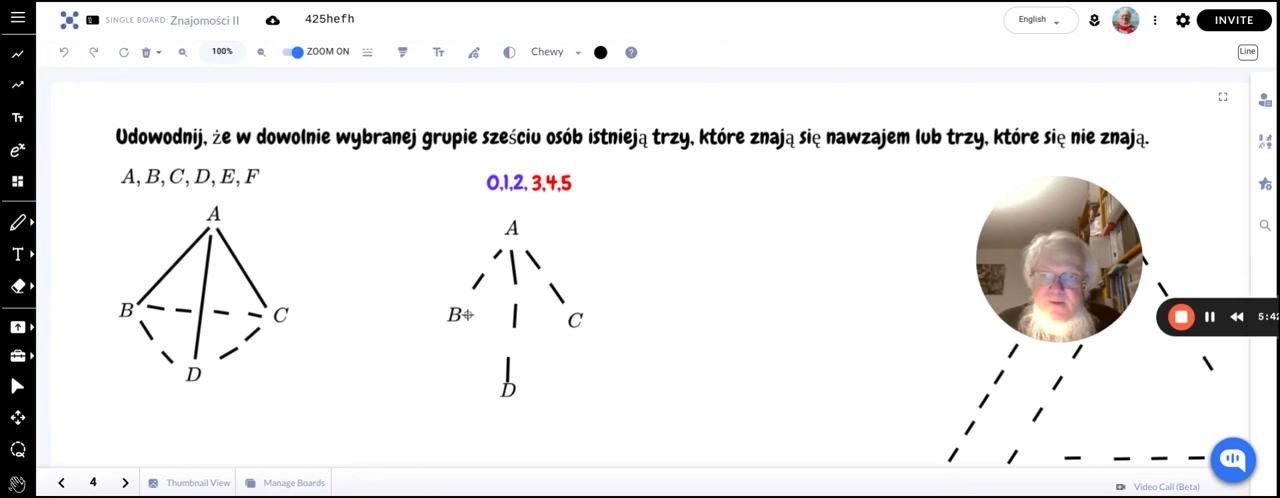 SINGLE BOARD: Znajomości II
425hefh
English
INVITE
100%
ZOOM ON
Tт
Chewy
?
Line
Udowodnij, że w dowolnie wybranej grupie sześciu osób istnieją trzy, które znają się nawzajem lub trzy, które się nie znają.
A, B, C, D, E, F
0,1,2, 3,4,5
A
B
C
D
A
B
C
D
5:42
4
Thumbnail View
Manage Boards
Video Call (Beta)